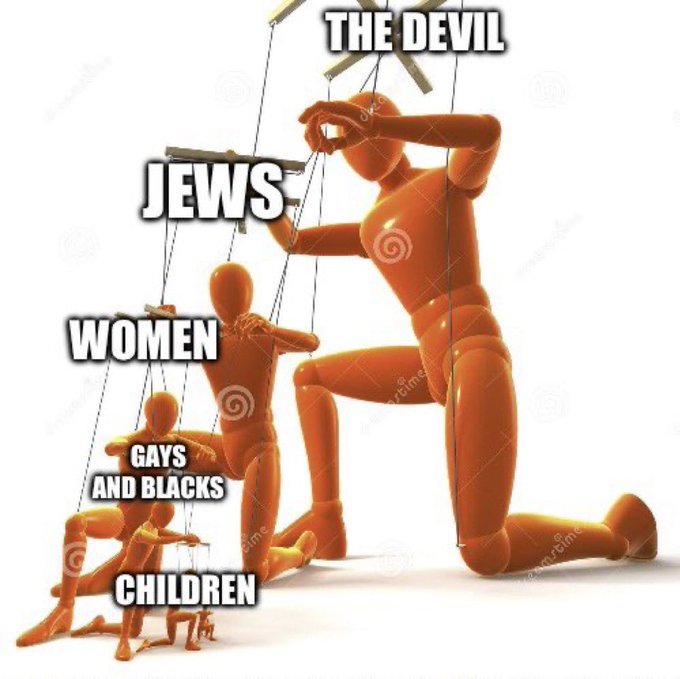 THE DEVIL
JEWS
WOMEN
GAYS
AND BLACKS
CHILDREN